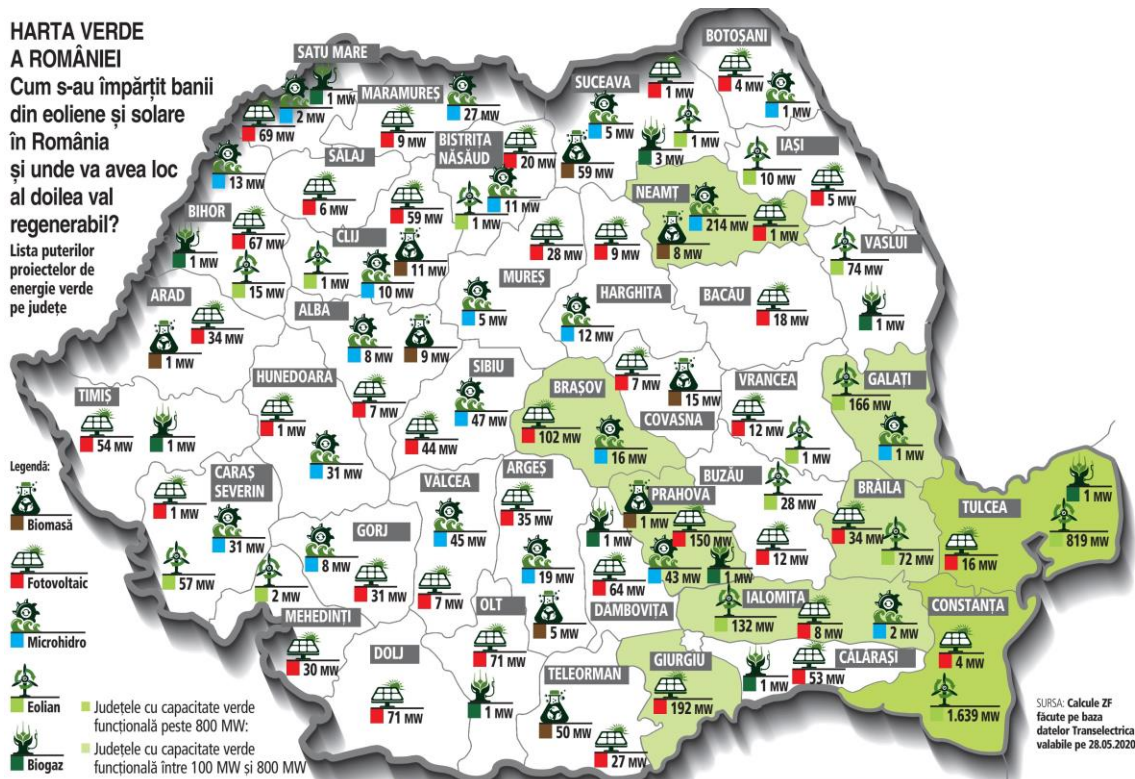 HARTA VERDE
A ROMÂNIEI
Cum s-au împărțit banii
din eoliene și solare
în România
și unde va avea loc
al doilea val
regenerabil?
Lista puterilor
proiectelor de
energie verde
pe județe
SATU MARE
1 MW
2 MW
69 MW
MARAMUREȘ
27 MW
9 MW
SUCEAVA
1 MW
5 MW
1 MW
3 MW
59 MW
BOTOȘANI
4 MW
1 MW
IAȘI
10 MW
5 MW
BISTRIȚA
NĂSĂUD
20 MW
11 MW
1 MW
SĂLAJ
6 MW
13 MW
BIHOR
67 MW
1 MW
15 MW
59 MW
CLIJ
11 MW
1 MW
10 MW
NEAMȚ
214 MW
1 MW
8 MW
VASLUI
74 MW
1 MW
28 MW
MUREȘ
5 MW
9 MW
HARGHITA
12 MW
BACĂU
18 MW
ARAD
34 MW
1 MW
ALBA
8 MW
9 MW
7 MW
HUNEDOARA
1 MW
31 MW
SIBIU
47 MW
44 MW
BRAȘOV
102 MW
16 MW
7 MW
15 MW
COVASNA
VRANCEA
12 MW
1 MW
GALAȚI
166 MW
1 MW
TIMIȘ
54 MW
1 MW
CARAȘ
SEVERIN
1 MW
31 MW
57 MW
GORJ
8 MW
31 MW
VÂLCEA
45 MW
7 MW
ARGEȘ
35 MW
19 MW
5 MW
1 MW
64 MW
DÂMBOVIȚA
PRAHOVA
1 MW
150 MW
43 MW
1 MW
BUZĂU
28 MW
12 MW
BRĂILA
34 MW
72 MW
TULCEA
1 MW
819 MW
16 MW
2 MW
MEHEDINȚI
30 MW
DOLJ
71 MW
OLT
71 MW
1 MW
TELEORMAN
50 MW
27 MW
GIURGIU
192 MW
IALOMIȚA
132 MW
8 MW
2 MW
CĂLĂRAȘI
1 MW
53 MW
CONSTANȚA
4 MW
1.639 MW
Legendă:
Biomasă
Fotovoltaic
Microhidro
Eolian
Biogaz
Județele cu capacitate verde
funcțională peste 800 MW:
Județele cu capacitate verde
funcțională între 100 MW și 800 MW
SURSA: Calcule ZF
făcute pe baza
datelor Transelectrica
valabile pe 28.05.2020